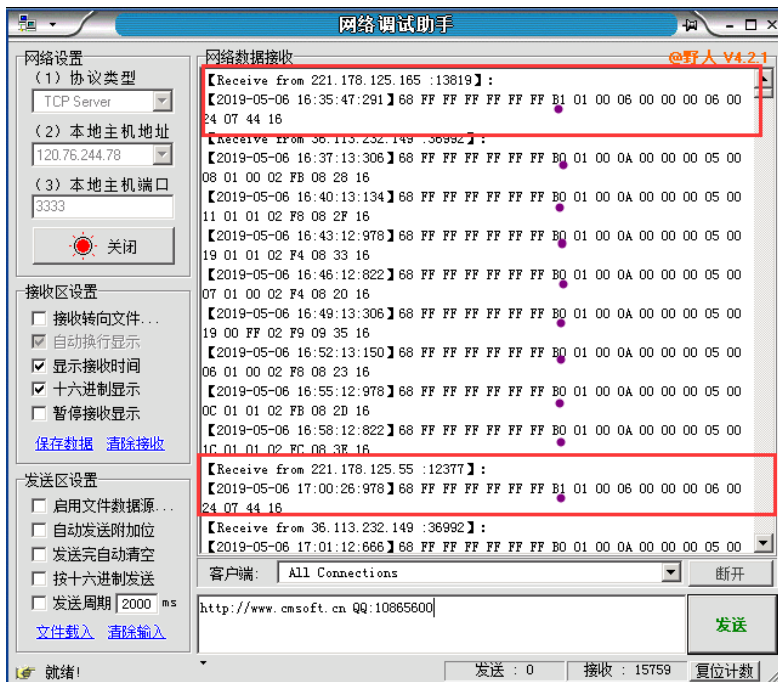 网络调试助手
网络设置
(1) 协议类型
TCP Server
(2) 本地主机地址
120.76.244.78
(3) 本地主机端口
3333
关闭
接收区设置
接收转向文件...
自动换行显示
显示接收时间
十六进制显示
暂停接收显示
保存数据 清除接收
发送区设置
启用文件数据源...
自动发送附加位
发送完自动清空
按十六进制发送
发送周期 2000 ms
文件载入 清除输入
网络数据接收
@野人 V4.2.1
【Receive from 221.178.125.165 :13819】:
【2019-05-06 16:35:47:291】68 FF FF FF FF FF FF B1 01 00 06 00 00 00 06 00
24 07 44 16
【Receive from 36.113.232.149 :36992】:
【2019-05-06 16:37:13:306】68 FF FF FF FF FF FF B0 01 00 0A 00 00 00 05 00
08 01 00 02 FB 08 28 16
【2019-05-06 16:40:13:134】68 FF FF FF FF FF FF B0 01 00 0A 00 00 00 05 00
11 01 01 02 F8 08 2F 16
【2019-05-06 16:43:12:978】68 FF FF FF FF FF FF B0 01 00 0A 00 00 00 05 00
19 01 01 02 F4 08 33 16
【2019-05-06 16:46:12:822】68 FF FF FF FF FF FF B0 01 00 0A 00 00 00 05 00
07 01 00 02 F4 08 20 16
【2019-05-06 16:49:13:306】68 FF FF FF FF FF FF B0 01 00 0A 00 00 00 05 00
19 00 FF 02 F9 09 35 16
【2019-05-06 16:52:13:150】68 FF FF FF FF FF FF B0 01 00 0A 00 00 00 05 00
06 01 00 02 F8 08 23 16
【2019-05-06 16:55:12:978】68 FF FF FF FF FF FF B0 01 00 0A 00 00 00 05 00
0C 01 01 02 FB 08 2D 16
【2019-05-06 16:58:12:822】68 FF FF FF FF FF FF B0 01 00 0A 00 00 00 05 00
1C 01 01 02 FC 08 3E 16
【Receive from 221.178.125.55 :12377】:
【2019-05-06 17:00:26:978】68 FF FF FF FF FF FF B1 01 00 06 00 00 00 06 00
24 07 44 16
【Receive from 36.113.232.149 :36992】:
【2019-05-06 17:01:12:666】68 FF FF FF FF FF FF B0 01 00 0A 00 00 00 05 00
客户端: All Connections 断开
http://www.cmsoft.cn QQ:10865600
发送
就绪!
发送 : 0 接收 : 15759 复位计数